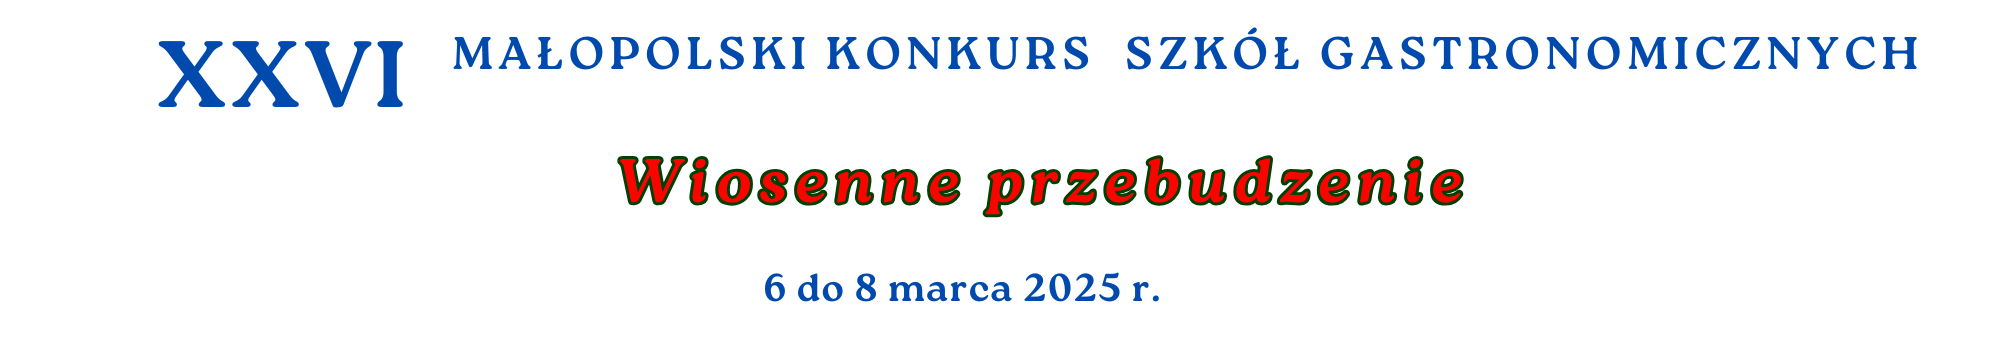 XXVI MAŁOPOLSKI KONKURS SZKÓŁ GASTRONOMICZNYCH
Wiosenne przebudzenie
6 do 8 marca 2025 r.